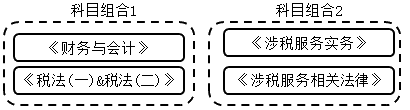 科目组合1
《财务与会计》
《税法(一)&税法(二)》
科目组合2
《涉税服务实务》
《涉税服务相关法律》